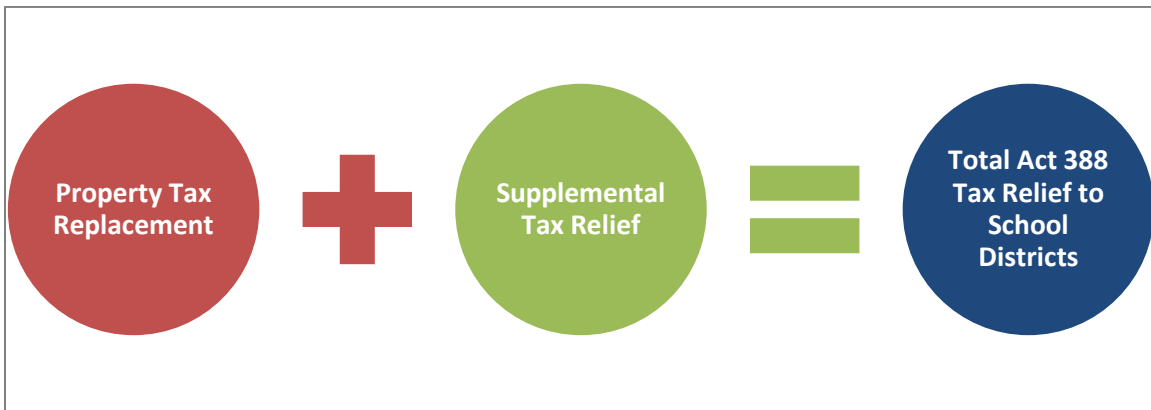 Property Tax
Replacement
Supplemental
Tax Relief
Total Act 388
Tax Relief to
School
Districts